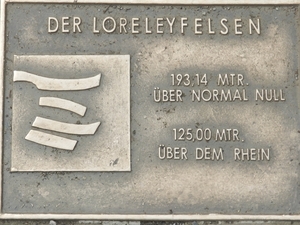 DER LORELEYFELSEN
193,14 MTR.
ÜBER NORMAL NULL
125,00 MTR.
ÜBER DEM RHEIN